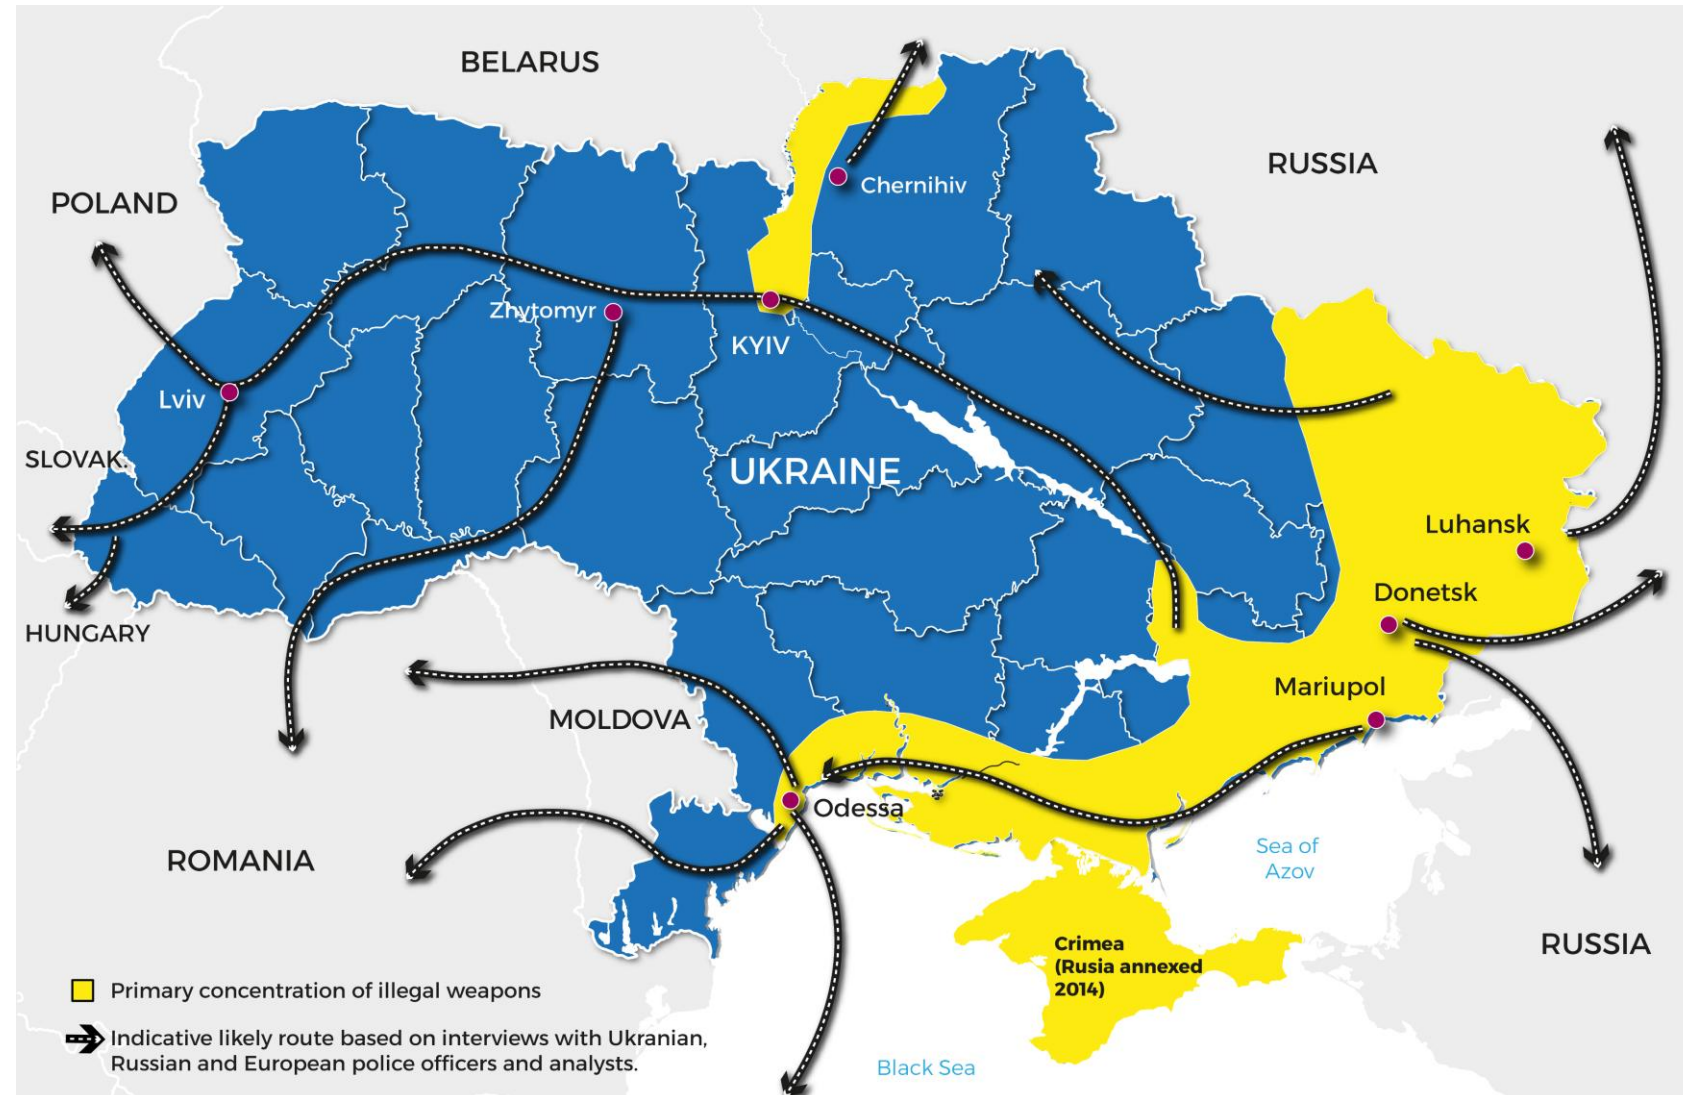 BELARUS
RUSSIA
POLAND
Chernihiv
Zhytomyr
KYIV
Lviv
SLOVAK.
UKRAINE
Luhansk
Donetsk
HUNGARY
Mariupol
MOLDOVA
Odessa
ROMANIA
Sea of
Azov
Crimea
(Rusia annexed
2014)
RUSSIA
Primary concentration of illegal weapons
Indicative likely route based on interviews with Ukranian,
Russian and European police officers and analysts.
Black Sea